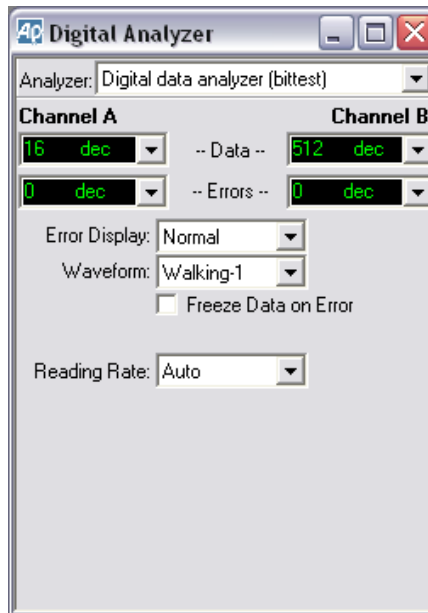 Ap Digital Analyzer
Analyzer: Digital data analyzer (bittest)
Channel A Channel B
16 dec -- Data -- 512 dec
0 dec -- Errors -- 0 dec
Error Display: Normal
Waveform: Walking-1
Freeze Data on Error
Reading Rate: Auto